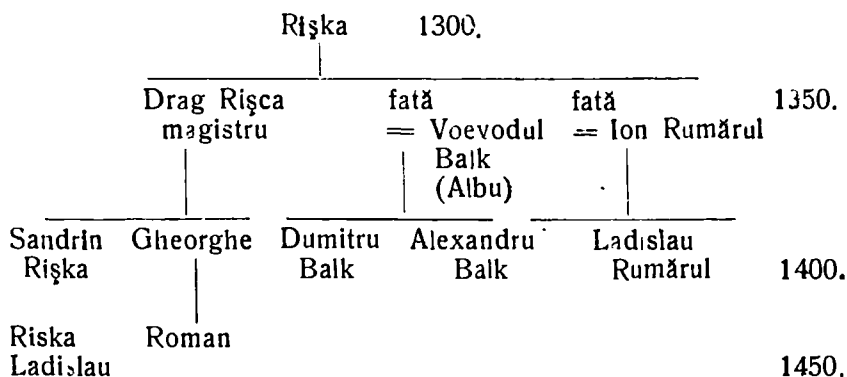 Rişka 1300.
Drag Rişca fată fată 1350.
magistru = Voevodul = Ion Rumărul
Balk
(Albu)
Sandrin Gheorghe Dumitru Alexandru Ladislau
Rişka Balk Balk Rumărul 1400.
Riska Roman
Ladislau 1450.